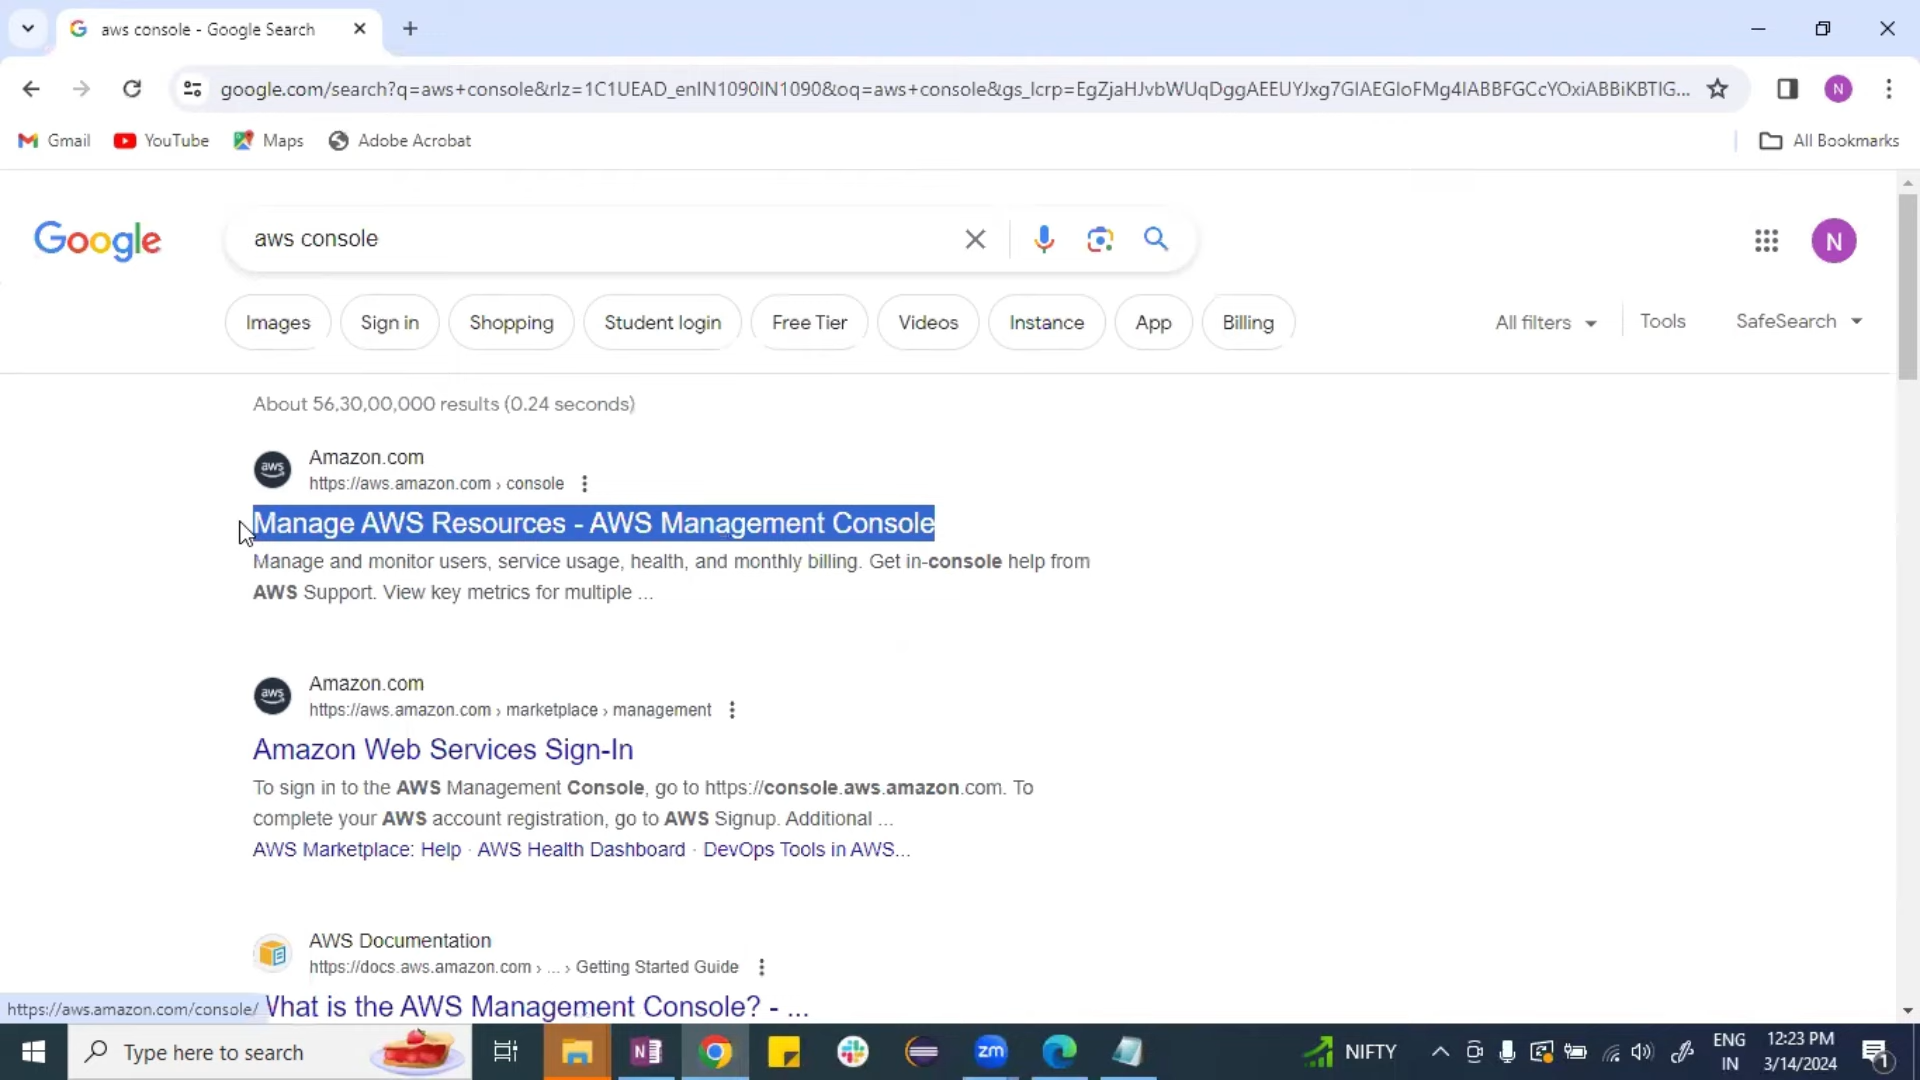 aws console - Google Search
google.com/search?q=aws+console&rlz=1C1UEAD_enIN1090IN1090&oq=aws+console&gs_lcrp=EgZjaHJvbWUqDggAEEUYJxg7GIAEGIoFMg4IABBFGCcYOxiABBiKBTIG...
N
Gmail YouTube Maps Adobe Acrobat All Bookmarks
Google aws console N
Images Sign in Shopping Student login Free Tier Videos Instance App Billing All filters Tools SafeSearch
About 56,30,00,000 results (0.24 seconds)
aws Amazon.com
https://aws.amazon.com › console
Manage AWS Resources - AWS Management Console
Manage and monitor users, service usage, health, and monthly billing. Get in-console help from
AWS Support. View key metrics for multiple ...
aws Amazon.com
https://aws.amazon.com › marketplace › management
Amazon Web Services Sign-In
To sign in to the AWS Management Console, go to https://console.aws.amazon.com. To
complete your AWS account registration, go to AWS Signup. Additional ...
AWS Marketplace: Help · AWS Health Dashboard · DevOps Tools in AWS...
AWS Documentation
https://docs.aws.amazon.com › ... › Getting Started Guide
What is the AWS Management Console? - ...
https://aws.amazon.com/console/
Type here to search N zm NIFTY ENG 12:23 PM
IN 3/14/2024 1